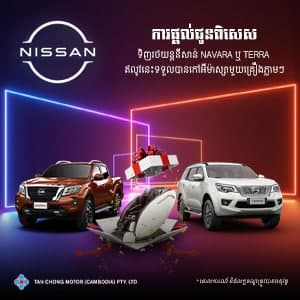 NISSAN
ការផ្ដល់ជូនពិសេស
ទិញរថយន្តនីសាន់ NAVARA ឬ TERRA
ឥលូវនេះទទួលបានកៅអីម៉ាស្សាមួយគ្រឿងភ្លាមៗ
TAN CHONG MOTOR (CAMBODIA) PTY. LTD